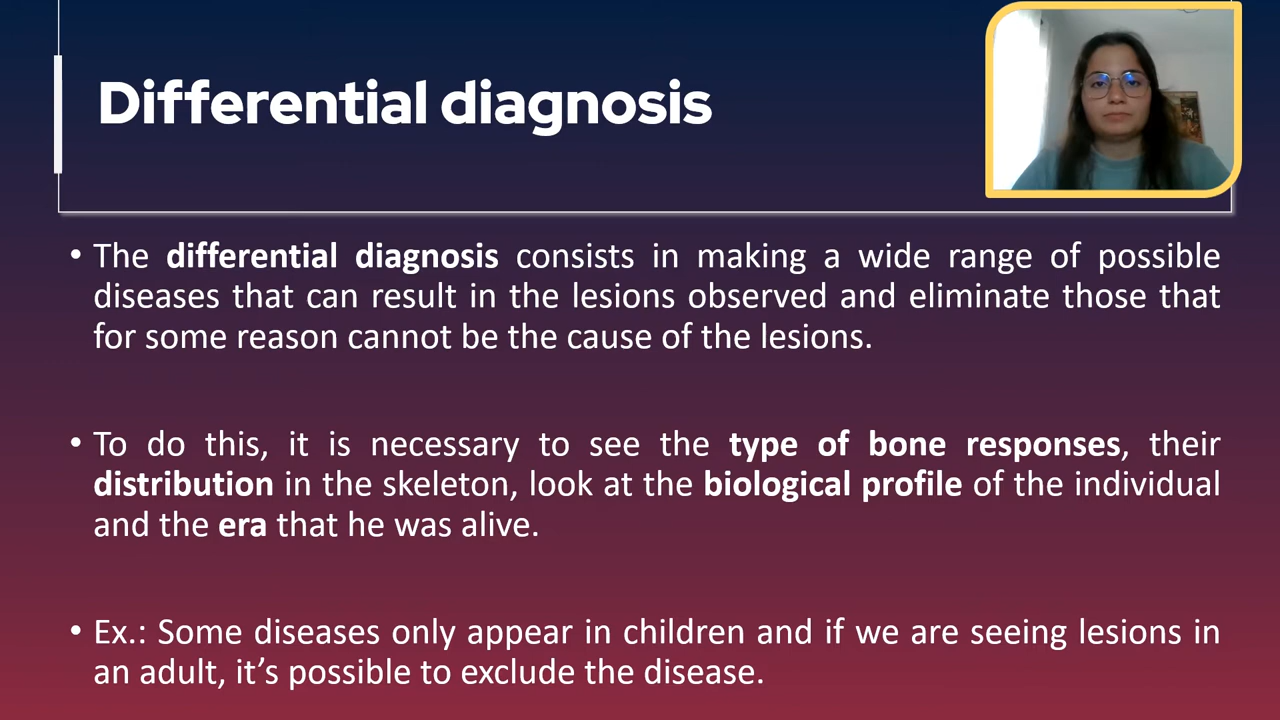 Differential diagnosis
• The differential diagnosis consists in making a wide range of possible
diseases that can result in the lesions observed and eliminate those that
for some reason cannot be the cause of the lesions.
• To do this, it is necessary to see the type of bone responses, their
distribution in the skeleton, look at the biological profile of the individual
and the era that he was alive.
• Ex.: Some diseases only appear in children and if we are seeing lesions in
an adult, it’s possible to exclude the disease.